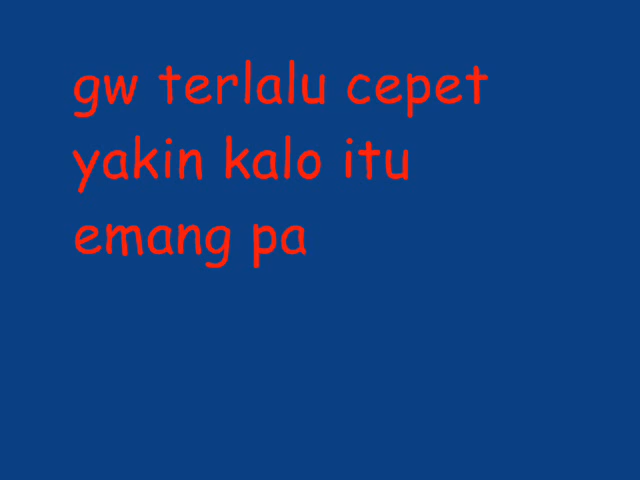 gw terlalu cepet
yakin kalo itu
emang pa